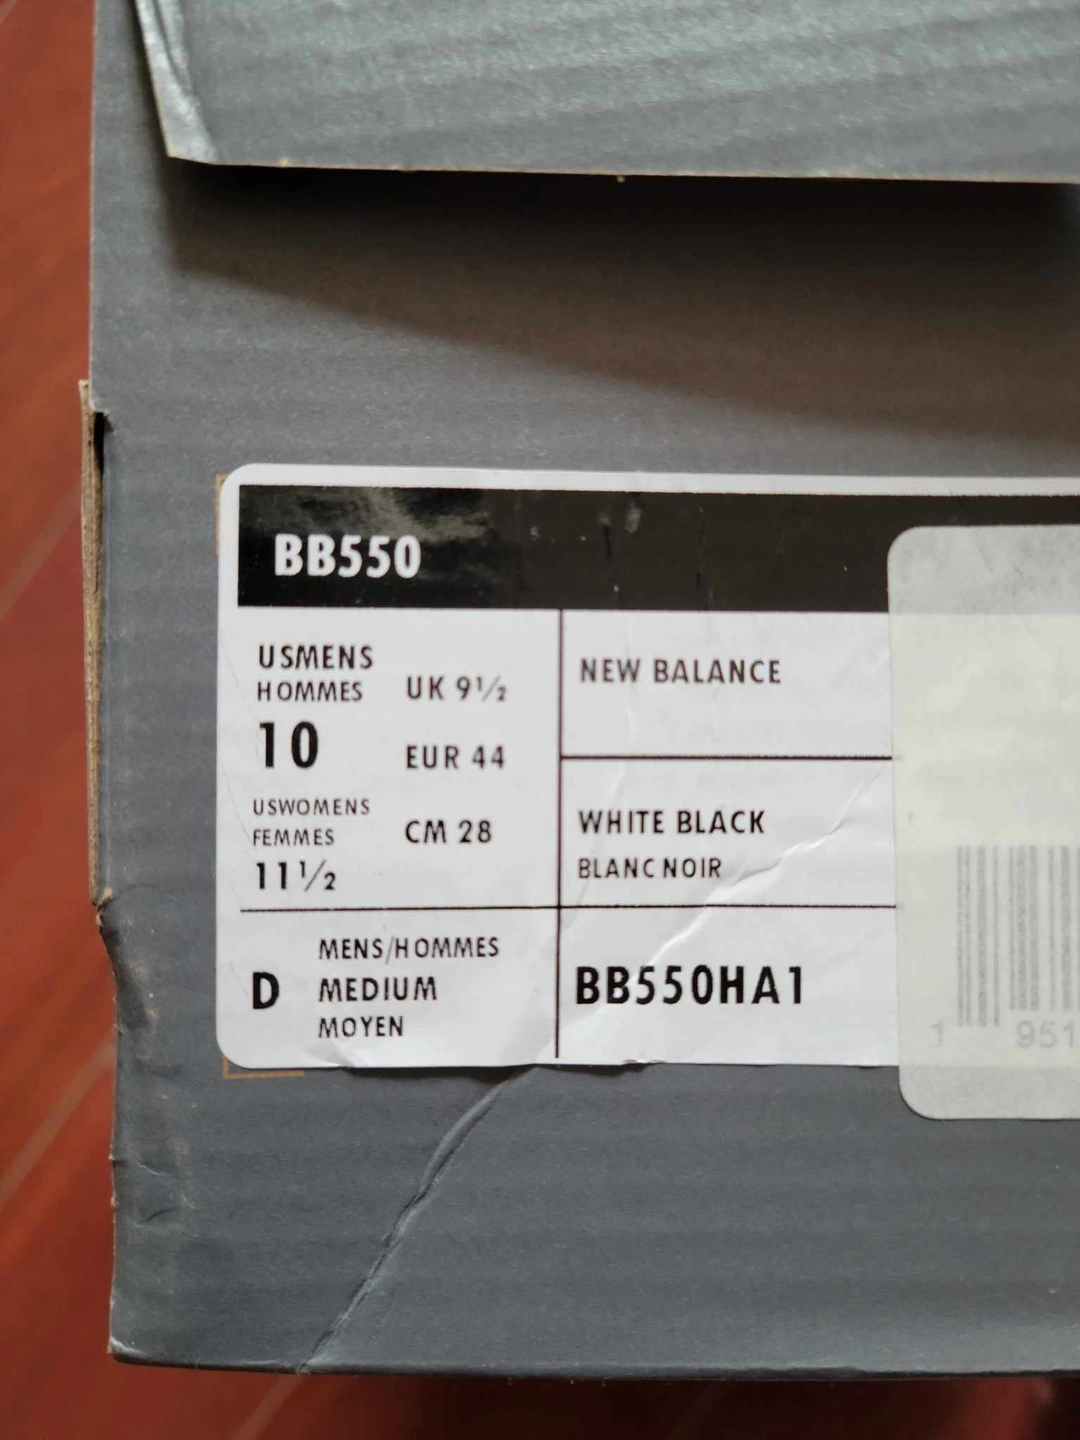 BB550
USMENS
HOMMES
10
UK 9½
EUR 44
CM 28
USWOMENS
FEMMES
11½
NEW BALANCE
WHITE BLACK
BLANC NOIR
D
MENS/HOMMES
MEDIUM
MOYEN
BB550HA1
1 951